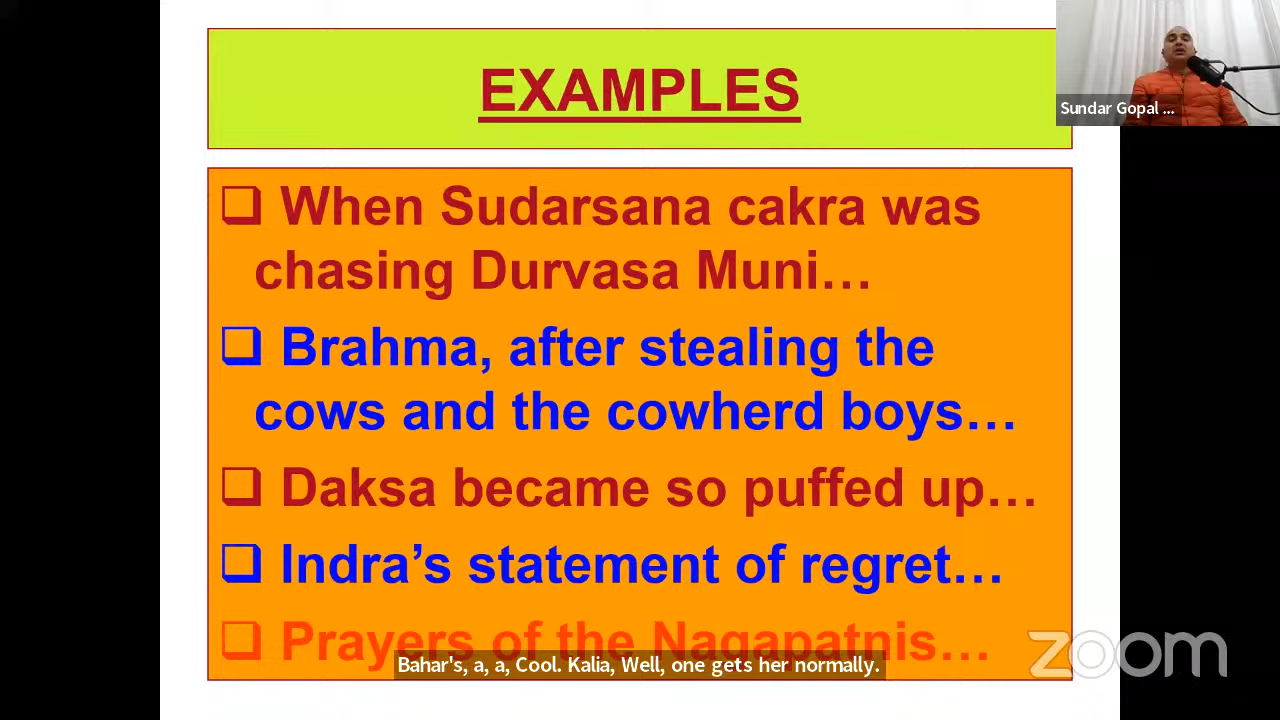 EXAMPLES
Sundar Gopal ...
❑ When Sudarsana cakra was
chasing Durvasa Muni…
❑ Brahma, after stealing the
cows and the cowherd boys…
❑ Daksa became so puffed up…
❑ Indra’s statement of regret…
❑ Prayers of the Nagapatnis…
Bahar's, a, a, Cool. Kalia, Well, one gets her normally.
zoom